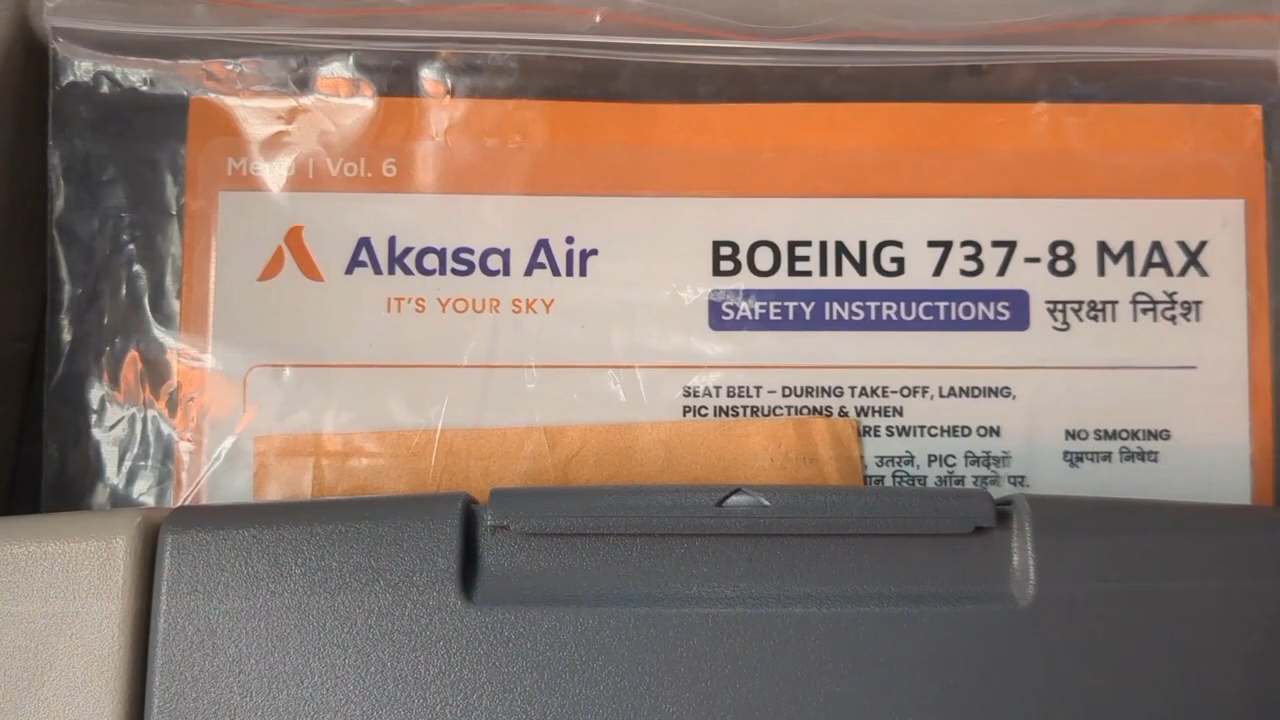 Menu | Vol. 6
Akasa Air
IT'S YOUR SKY
BOEING 737-8 MAX
SAFETY INSTRUCTIONS सुरक्षा निर्देश
SEAT BELT – DURING TAKE-OFF, LANDING,
PIC INSTRUCTIONS & WHEN
ARE SWITCHED ON
, उतरने, PIC निर्देशों
स्विच ऑन रहने पर.
NO SMOKING
धूम्रपान निषेध